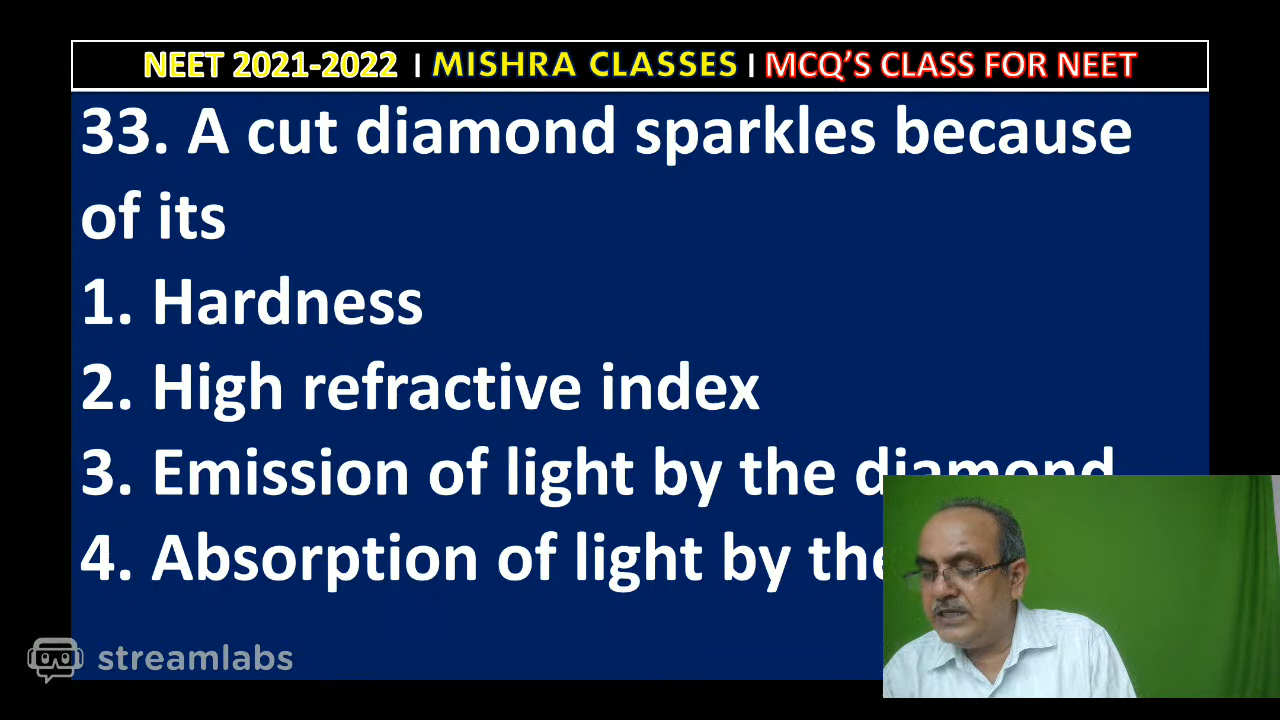 NEET 2021-2022 | MISHRA CLASSES | MCQ'S CLASS FOR NEET
33. A cut diamond sparkles because
of its
1. Hardness
2. High refractive index
3. Emission of light by the diamond
4. Absorption of light by the
streamlabs